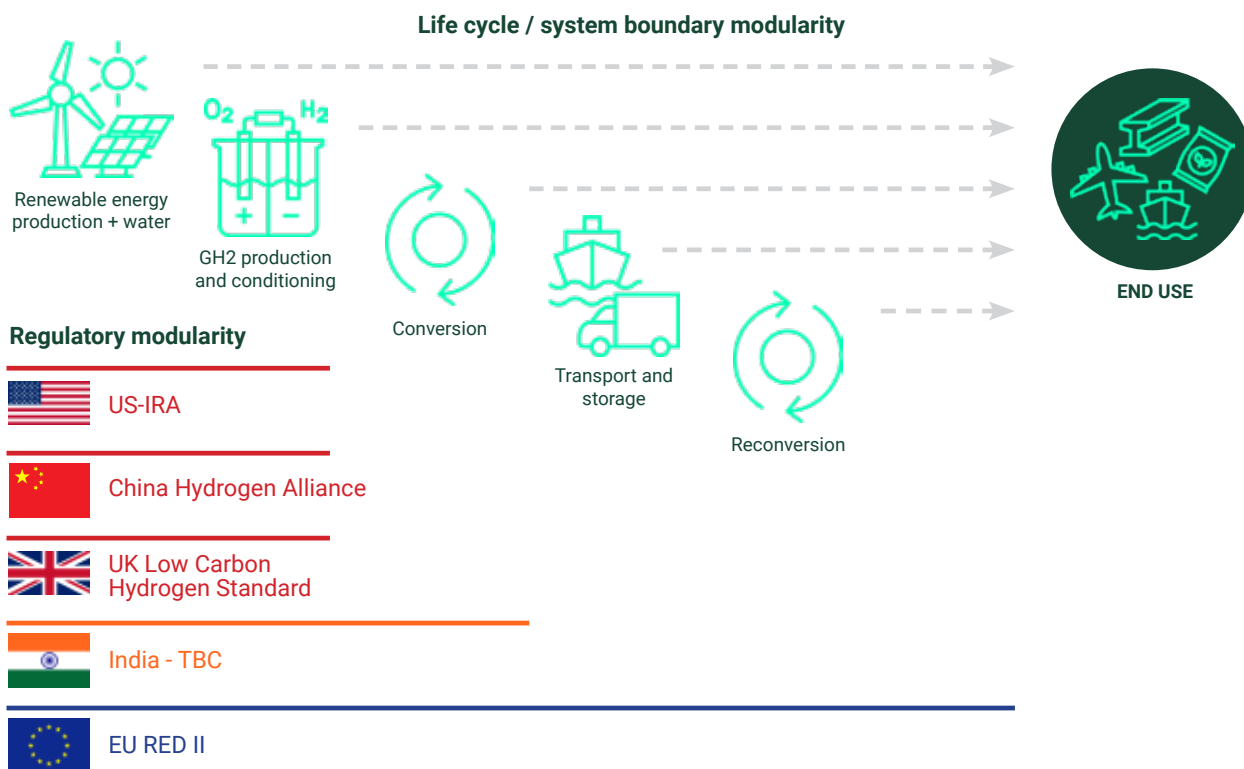 Life cycle / system boundary modularity
Renewable energy
production + water
O2 H2
+ −
GH2 production
and conditioning
Conversion
Transport and
storage
Reconversion
END USE
Regulatory modularity
US-IRA
China Hydrogen Alliance
UK Low Carbon
Hydrogen Standard
India - TBC
EU RED II